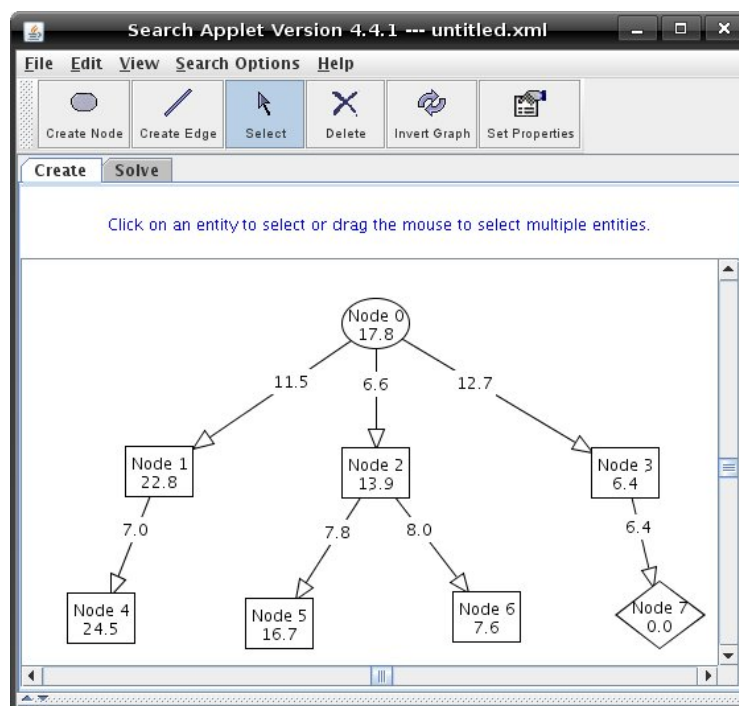 Search Applet Version 4.4.1 --- untitled.xml
File Edit View Search Options Help
Create Node Create Edge Select Delete Invert Graph Set Properties
Create Solve
Click on an entity to select or drag the mouse to select multiple entities.
Node 0
17.8
11.5 6.6 12.7
Node 1 Node 2 Node 3
22.8 13.9 6.4
7.0 7.8 8.0 6.4
Node 4 Node 5 Node 6 Node 7
24.5 16.7 7.6 0.0